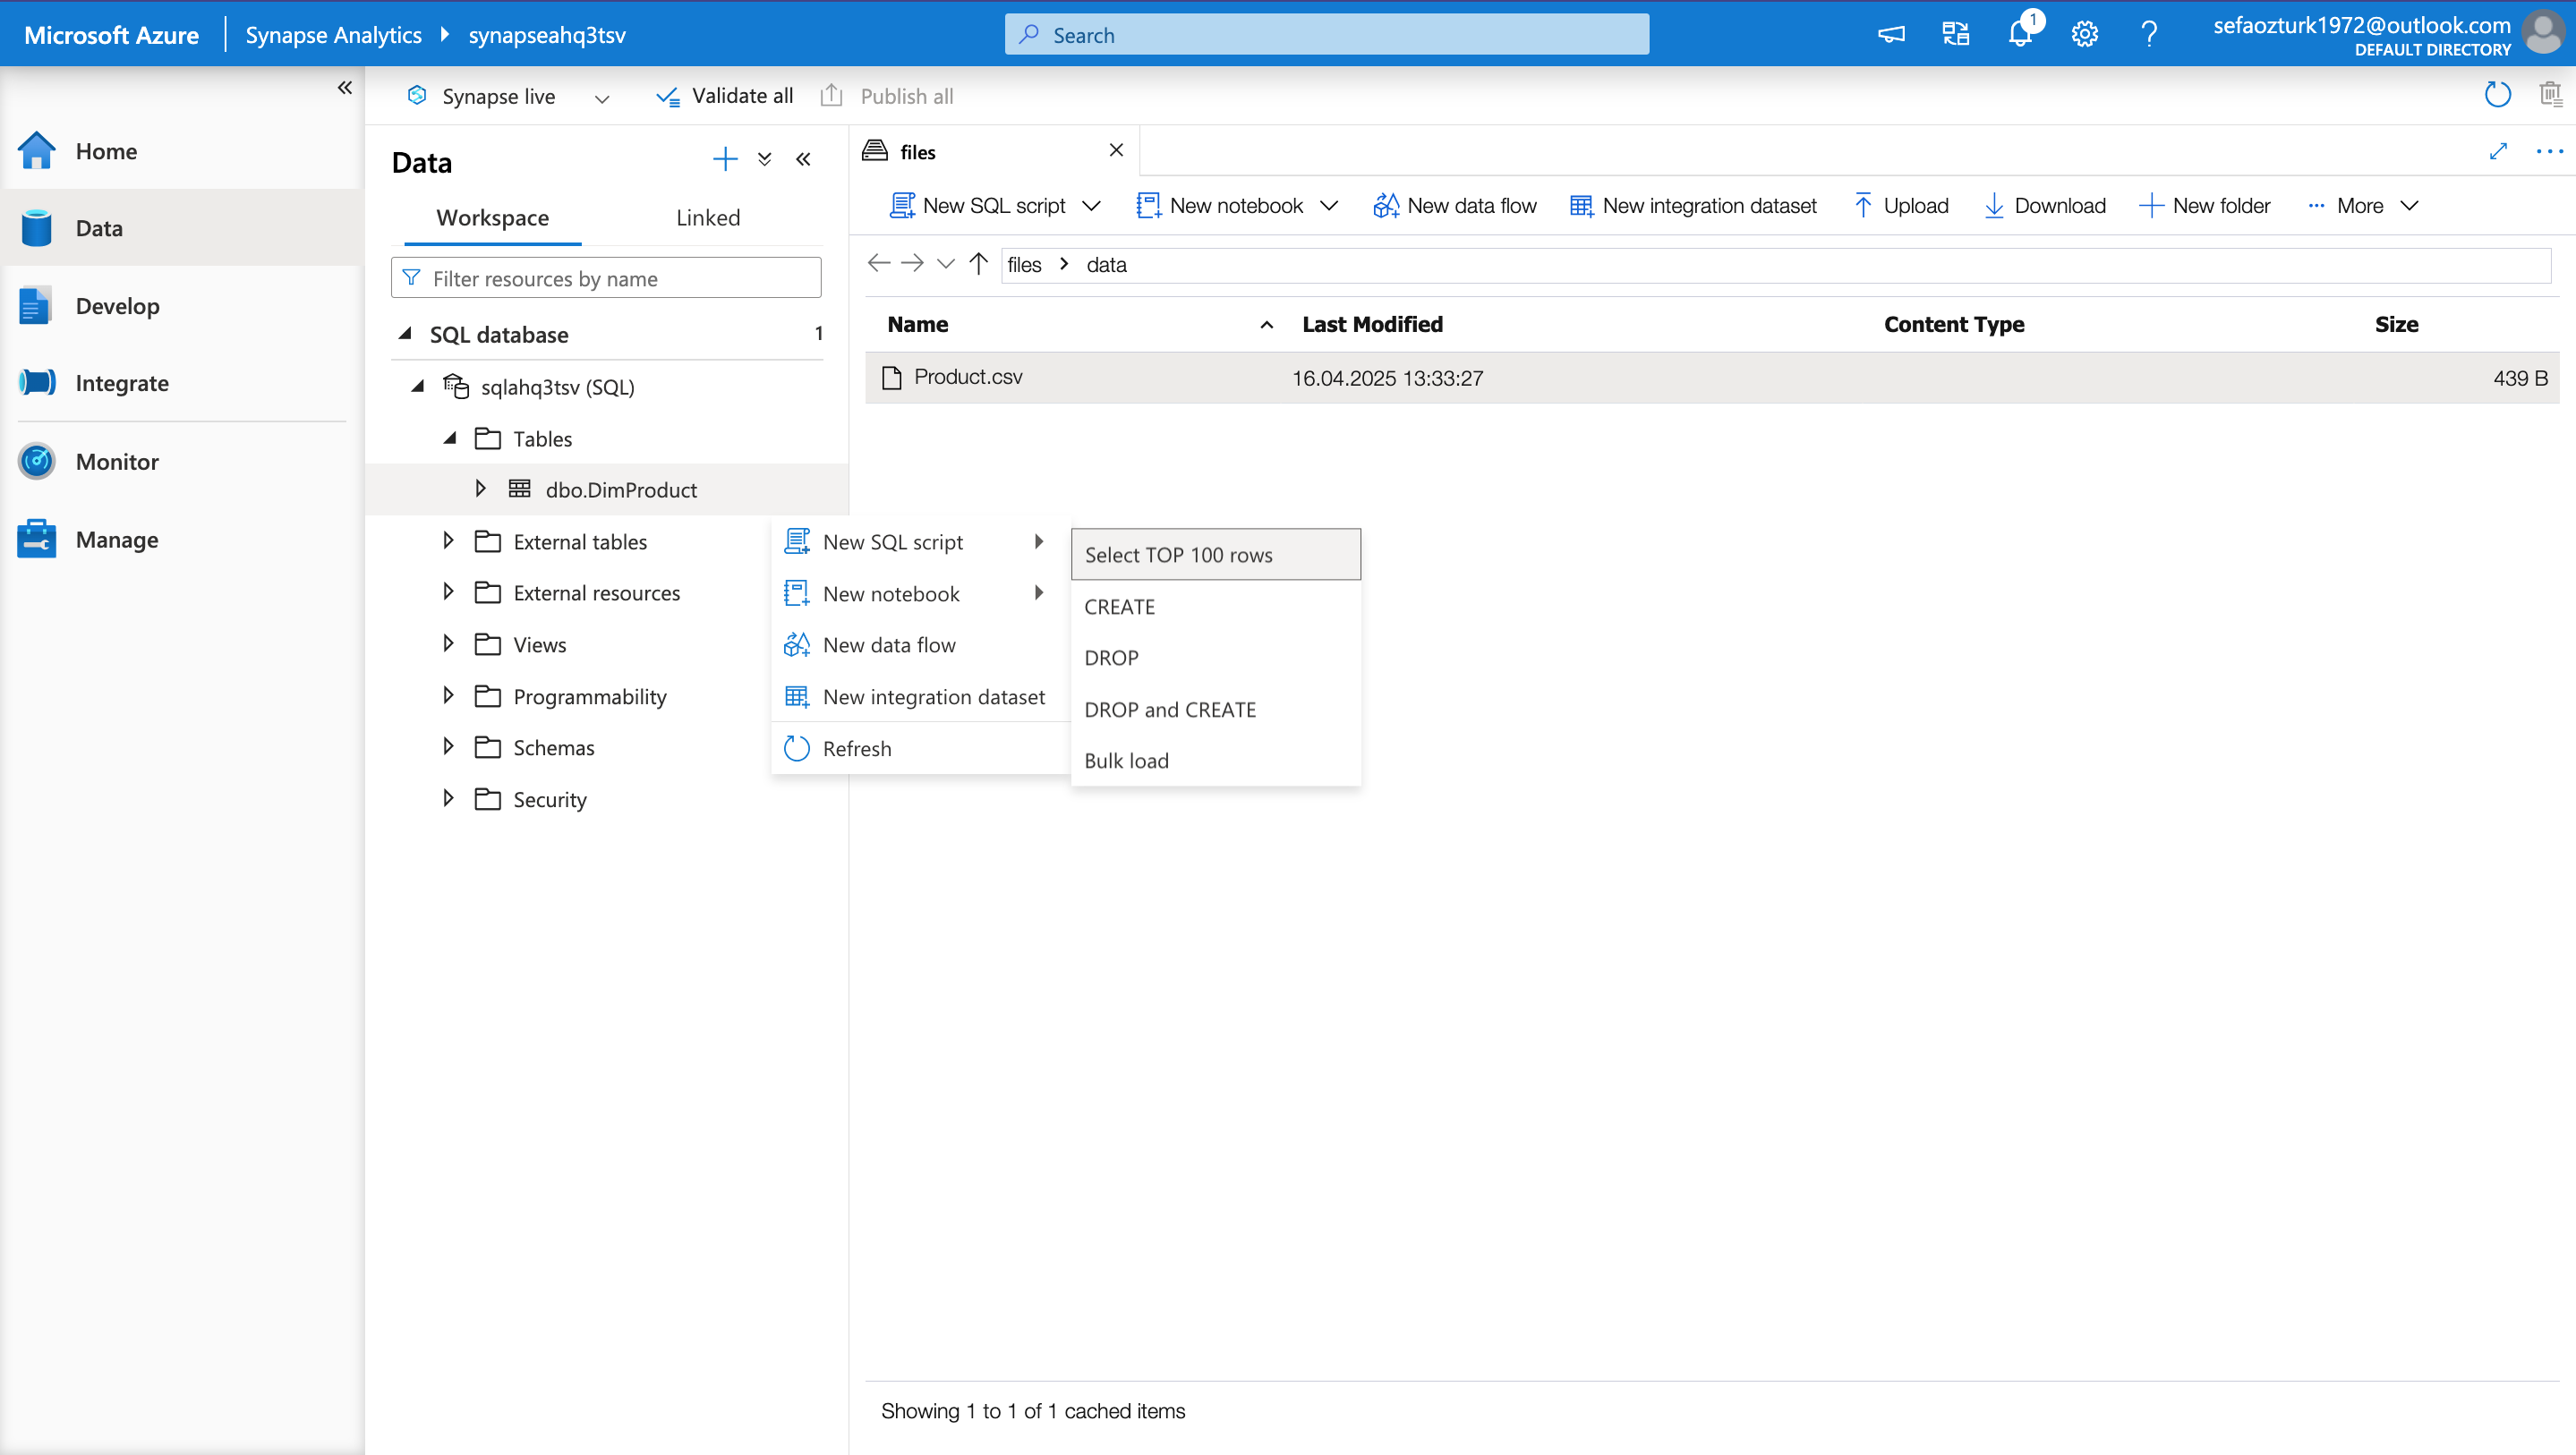 Microsoft Azure
Synapse Analytics
synapseahq3tsv
Search
1
sefaozturk1972@outlook.com
DEFAULT DIRECTORY
Synapse live
Validate all
Publish all
Home
Data
Develop
Integrate
Monitor
Manage
Data
Workspace
Linked
Filter resources by name
SQL database
1
sqlahq3tsv (SQL)
Tables
dbo.DimProduct
External tables
External resources
Views
Programmability
Schemas
Security
New SQL script
New notebook
New data flow
New integration dataset
Refresh
Select TOP 100 rows
CREATE
DROP
DROP and CREATE
Bulk load
files
New SQL script
New notebook
New data flow
New integration dataset
Upload
Download
New folder
More
files
data
Name
Last Modified
Content Type
Size
Product.csv
16.04.2025 13:33:27
439 B
Showing 1 to 1 of 1 cached items